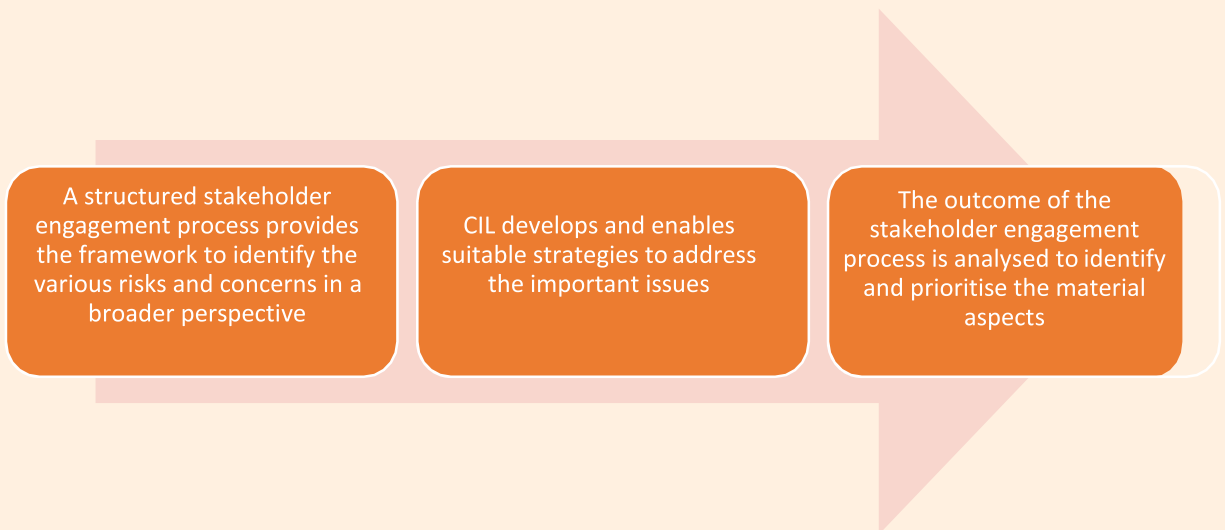 A structured stakeholder
engagement process provides
the framework to identify the
various risks and concerns in a
broader perspective
CIL develops and enables
suitable strategies to address
the important issues
The outcome of the
stakeholder engagement
process is analysed to identify
and prioritise the material
aspects